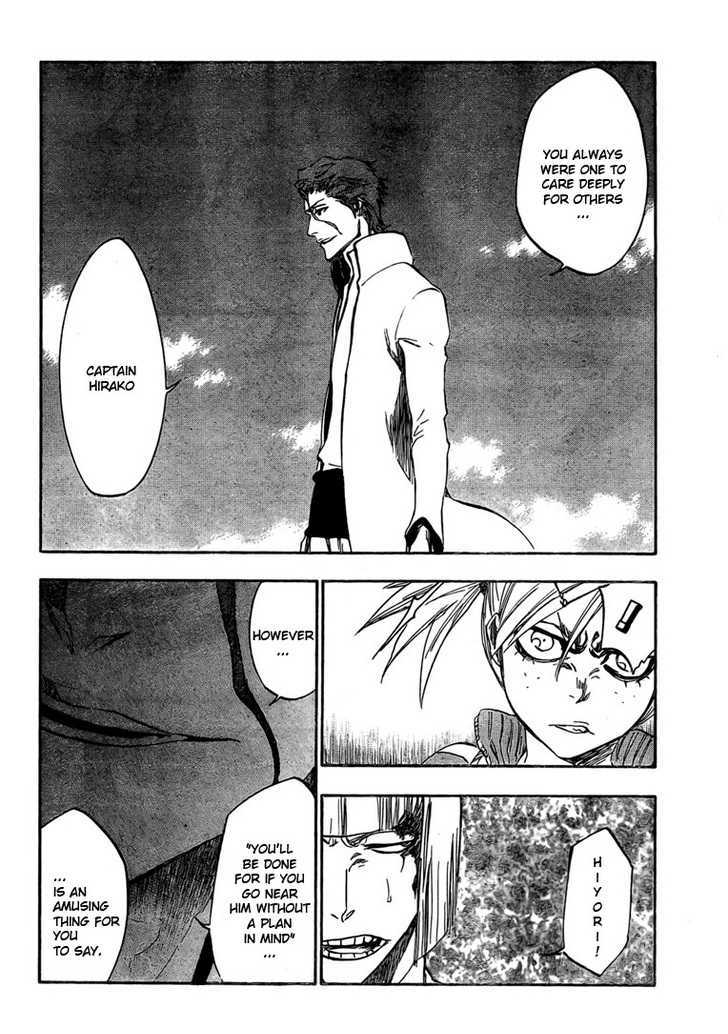 YOU ALWAYS
WERE ONE TO
CARE DEEPLY
FOR OTHERS
...
CAPTAIN
HIRAKO
!
HOWEVER
...
HIYORI!
"YOU'LL
BE DONE
FOR IF YOU
GO NEAR
HIM WITHOUT
A PLAN
IN MIND"
...
...
IS AN
AMUSING
THING FOR
YOU
TO SAY.